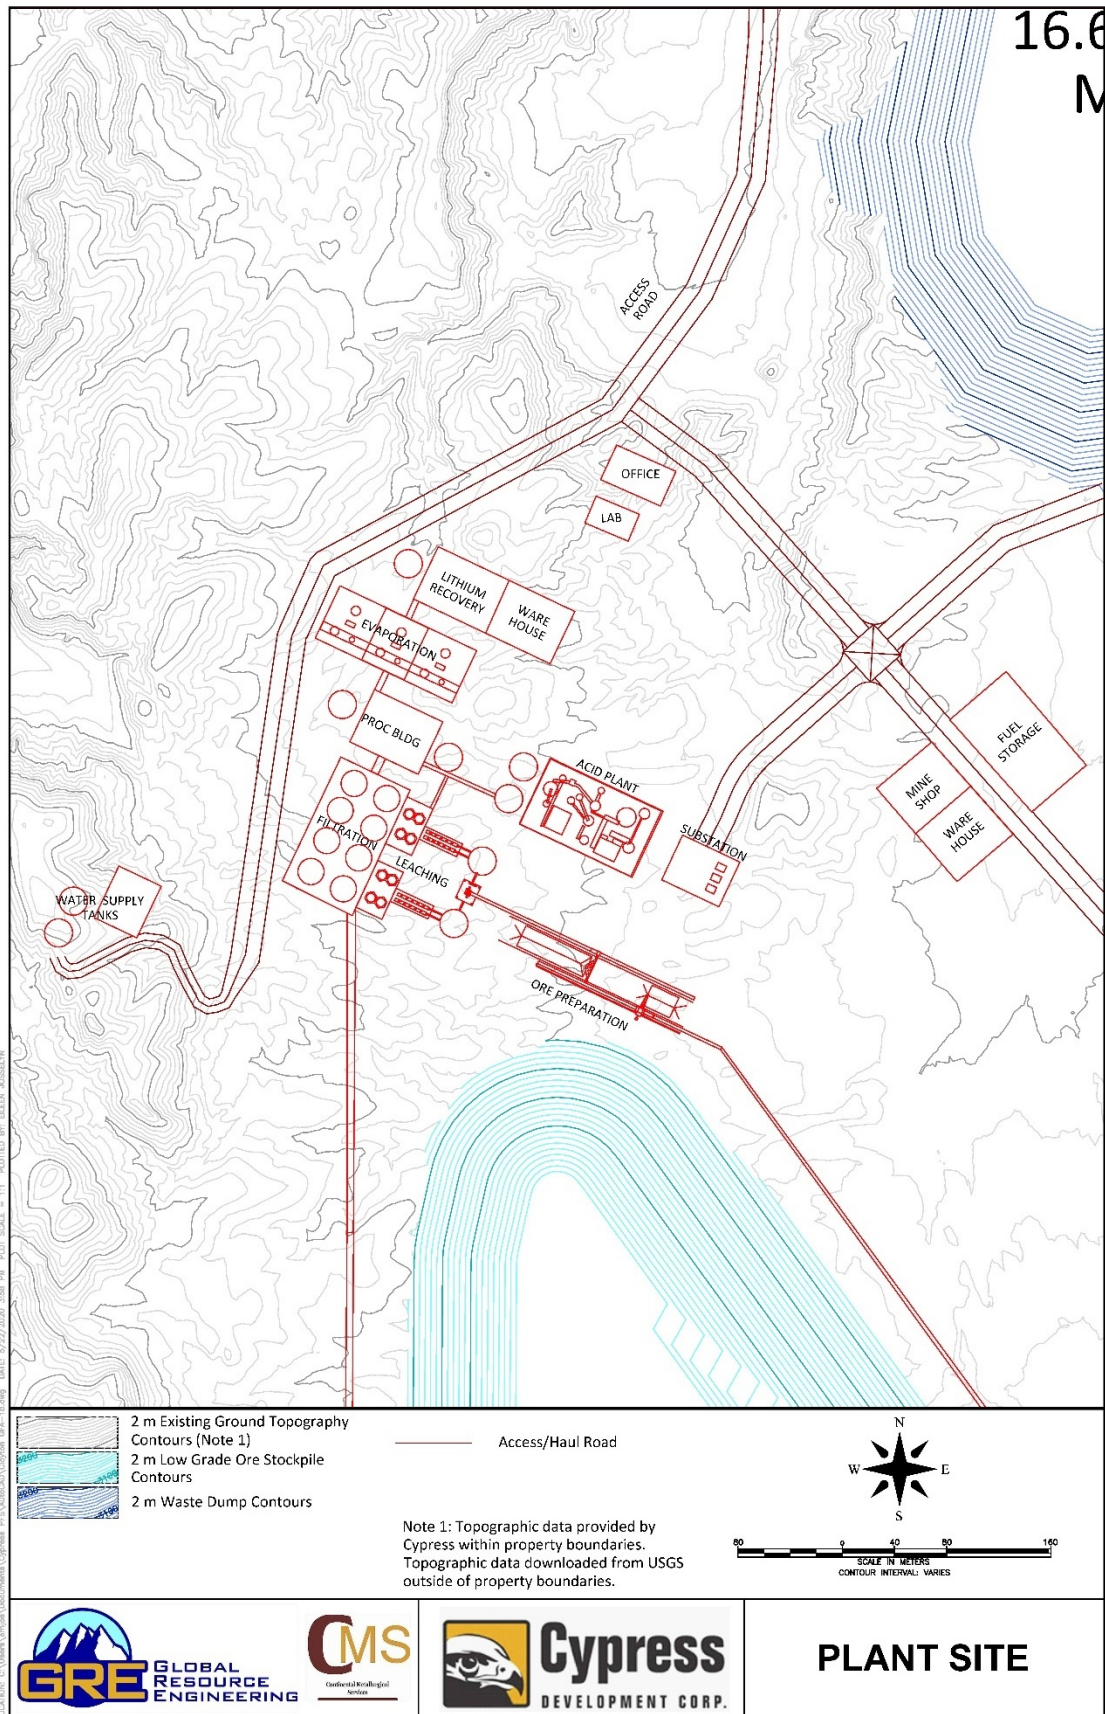 16.6
M
ACCESS
ROAD
OFFICE
LAB
LITHIUM
RECOVERY
WARE
HOUSE
EVAPORATION
PROC BLDG
FUEL
STORAGE
ACID PLANT
MINE
SHOP
WARE
HOUSE
FILTRATION
SUBSTATION
LEACHING
WATER SUPPLY
TANKS
ORE PREPARATION
2 m Existing Ground Topography
Contours (Note 1)
2 m Low Grade Ore Stockpile
Contours
2 m Waste Dump Contours
Access/Haul Road
N
W
E
S
Note 1: Topographic data provided by
Cypress within property boundaries.
Topographic data downloaded from USGS
outside of property boundaries.
80 0 40 80 160
SCALE IN METERS
CONTOUR INTERVAL: VARIES
GRE GLOBAL
RESOURCE
ENGINEERING
CMS
Continental Metallurgical
Services
Cypress
DEVELOPMENT CORP.
PLANT SITE